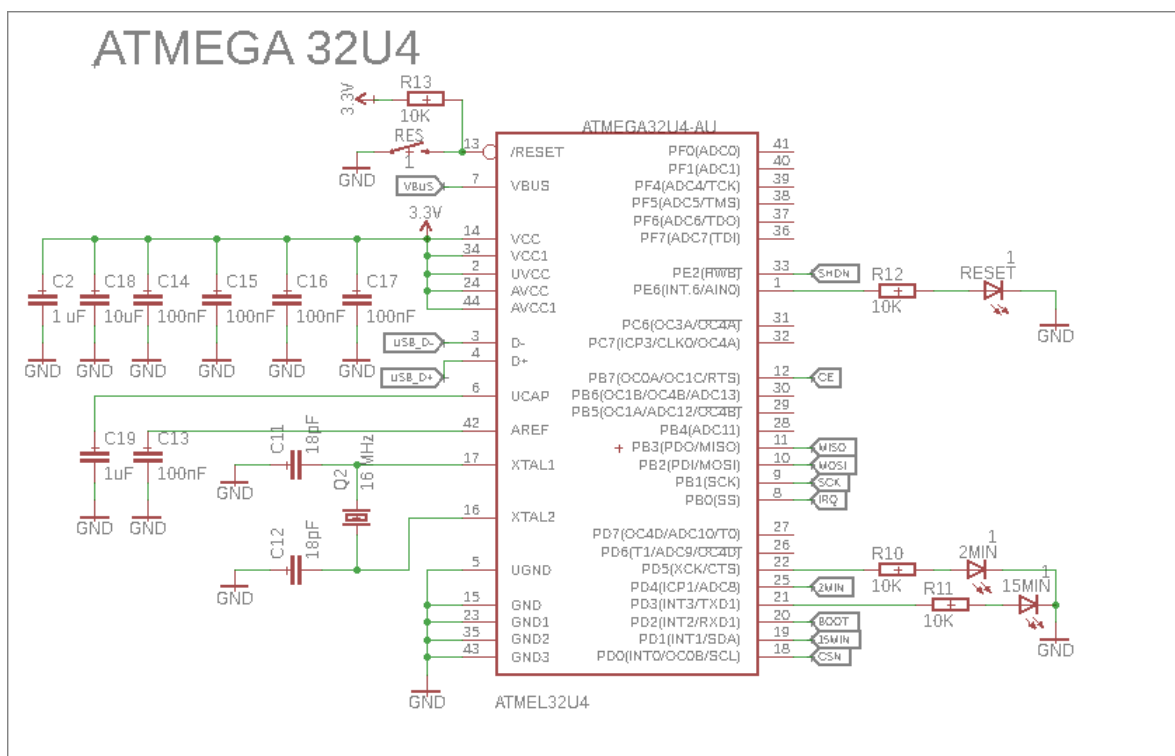 ATMEGA 32U4
3.3V
R13
10K
RES
1
GND
VBUS
13
7
ATMEGA32U4-AU
/RESET
VBUS
3.3V
14
34
2
24
44
VCC
VCC1
UVCC
AVCC
AVCC1
C2
1uF
C18
10uF
C14
100nF
C15
100nF
C16
100nF
C17
100nF
GND
GND
GND
GND
GND
GND
USB_D-
3
D-
USB_D+
4
D+
6
UCAP
42
AREF
C19
1uF
C13
100nF
GND
GND
C11
18pF
GND
Q2
16 MHz
17
XTAL1
16
XTAL2
C12
18pF
GND
5
UGND
15
GND
23
GND1
35
GND2
43
GND3
GND
ATMEL32U4
PF0(ADC0) 41
PF1(ADC1) 40
PF4(ADC4/TCK) 39
PF5(ADC5/TMS) 38
PF6(ADC6/TDO) 37
PF7(ADC7(TDI) 36
PE2(HWB) 33 SHDN
PE6(INT.6/AIN0) 1
R12
10K
RESET
1
GND
PC6(OC3A/OC4A) 31
PC7(ICP3/CLK0/OC4A) 32
PB7(OC0A/OC1C/RTS) 12 CE
PB6(OC1B/OC4B/ADC13) 30
PB5(OC1A/ADC12/OC4B) 29
PB4(ADC11) 28
PB3(PDO/MISO) 11 MISO
PB2(PDI/MOSI) 10 MOSI
PB1(SCK) 9 SCK
PB0(SS) 8 IRQ
PD7(OC4D/ADC10/T0) 27
PD6(T1/ADC9/OC4D) 26
PD5(XCK/CTS) 22
PD4(ICP1/ADC8) 25 2MIN
PD3(INT3/TXD1) 21
PD2(INT2/RXD1) 20 BOOT
PD1(INT1/SDA) 19 15MIN
PD0(INT0/OC0B/SCL) 18 CSN
R10
10K
2MIN
1
R11
10K
15MIN
1
GND